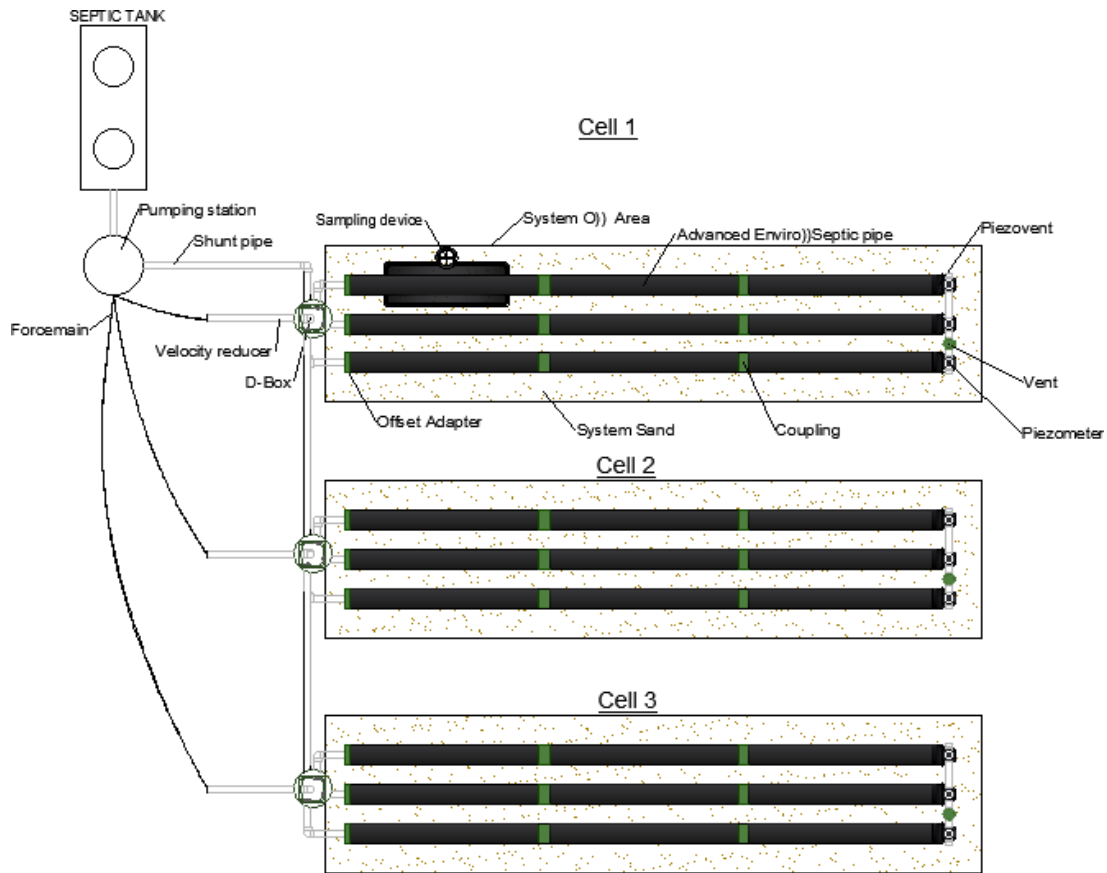 SEPTIC TANK
Cell 1
Pumping station
Sampling device
System O)) Area
Piezovent
Shunt pipe
Advanced Enviro))Septic pipe
Forcemain
Velocity reducer
D-Box
Vent
Offset Adapter
System Sand
Coupling
Piezometer
Cell 2
Cell 3